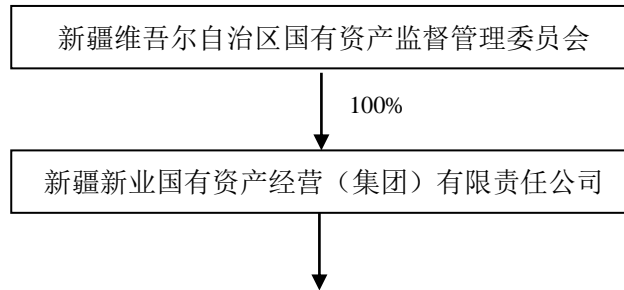 新疆维吾尔自治区国有资产监督管理委员会
100%
新疆新业国有资产经营（集团）有限责任公司